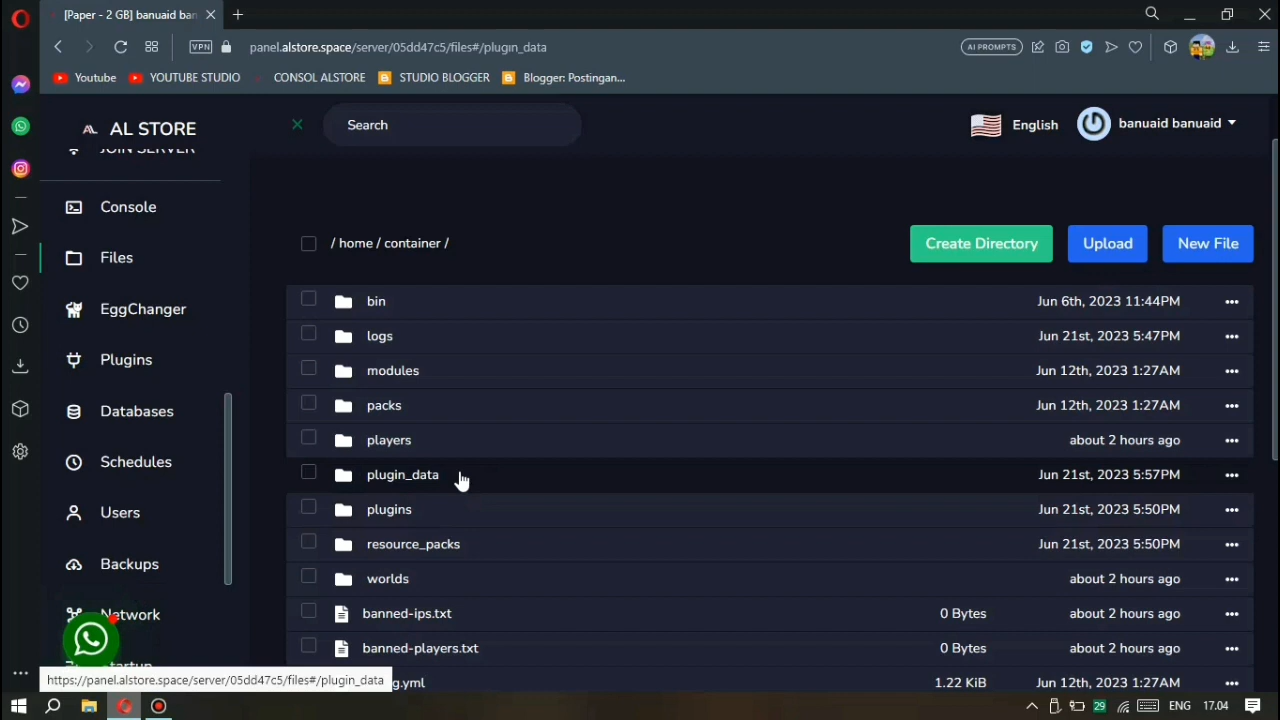 [Paper - 2 GB] banuaid ban
VPN
panel.alstore.space/server/05dd47c5/files#/plugin_data
AI PROMPTS
Youtube
YOUTUBE STUDIO
CONSOL ALSTORE
STUDIO BLOGGER
Blogger: Postingan...
AL STORE
Search
English
banuaid banuaid
JOIN SERVER
Console
Files
EggChanger
Plugins
Databases
Schedules
Users
Backups
Network
Startup
/ home / container /
Create Directory
Upload
New File
bin Jun 6th, 2023 11:44PM
logs Jun 21st, 2023 5:47PM
modules Jun 12th, 2023 1:27AM
packs Jun 12th, 2023 1:27AM
players about 2 hours ago
plugin_data Jun 21st, 2023 5:57PM
plugins Jun 21st, 2023 5:50PM
resource_packs Jun 21st, 2023 5:50PM
worlds about 2 hours ago
banned-ips.txt 0 Bytes about 2 hours ago
banned-players.txt 0 Bytes about 2 hours ago
g.yml 1.22 KiB Jun 12th, 2023 1:27AM
https://panel.alstore.space/server/05dd47c5/files#/plugin_data
29
ENG
17.04